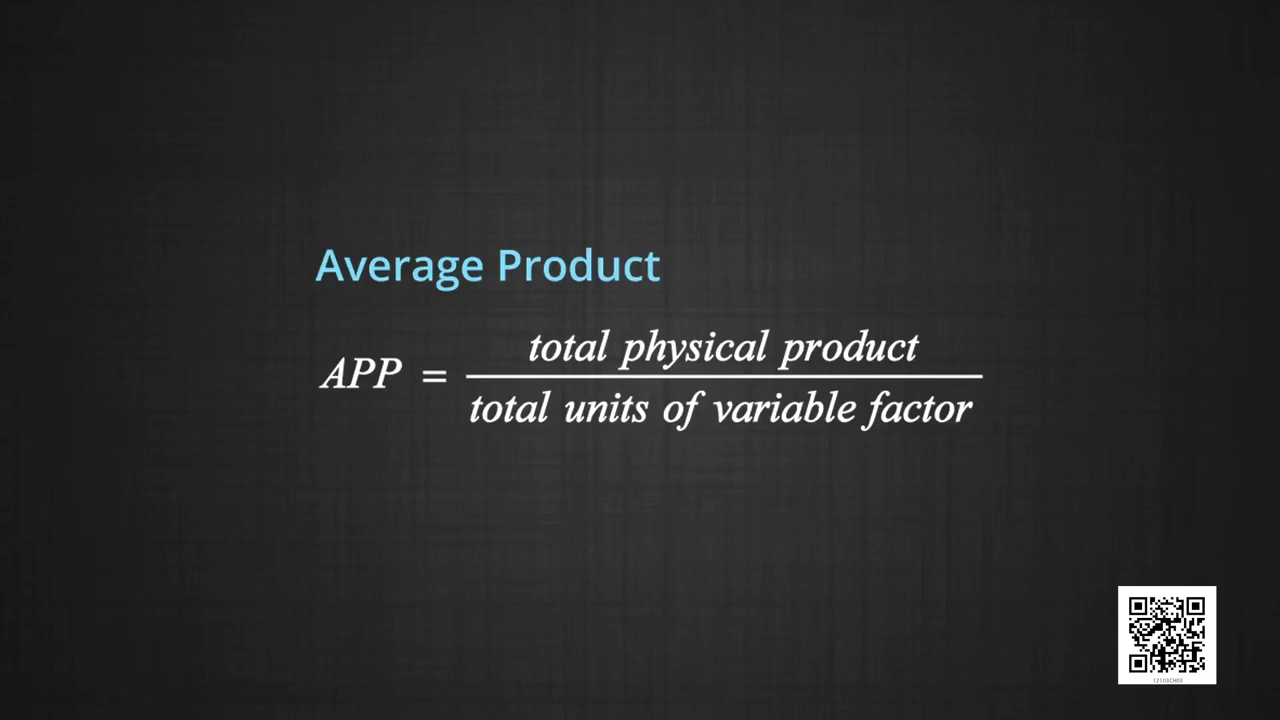 Average Product
APP = total physical product
total units of variable factor